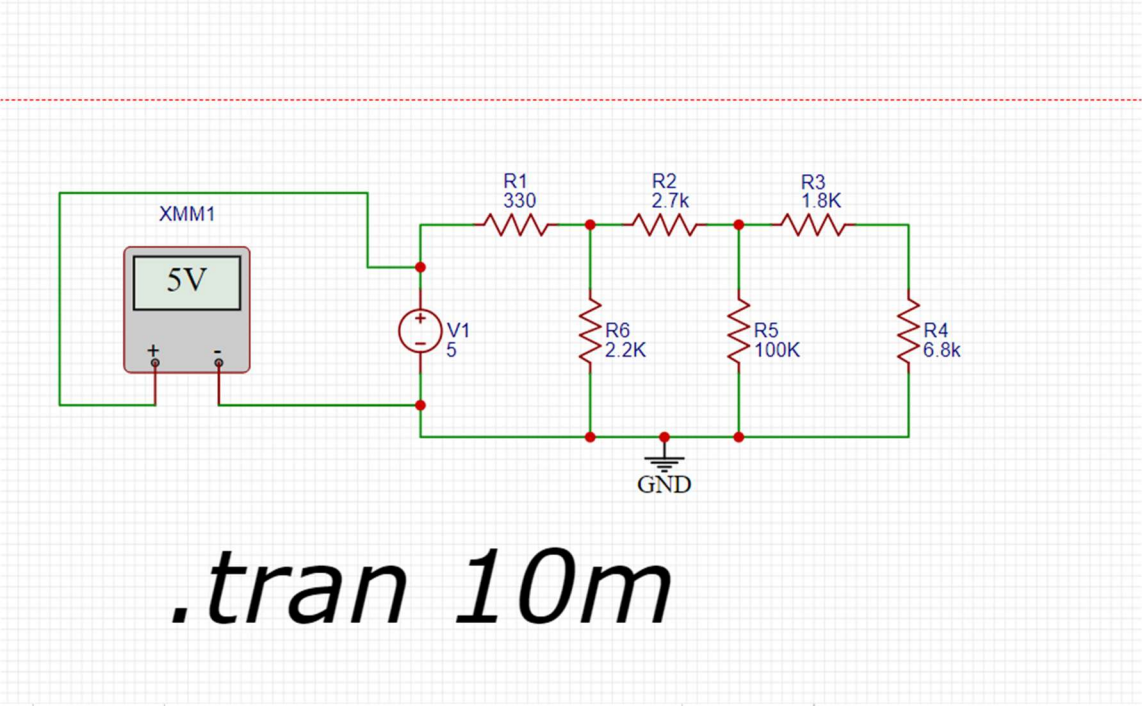 XMM1
5V
+ -
+
-
V1
5
R1
330
R2
2.7k
R3
1.8K
R6
2.2K
R5
100K
R4
6.8k
GND
.tran 10m